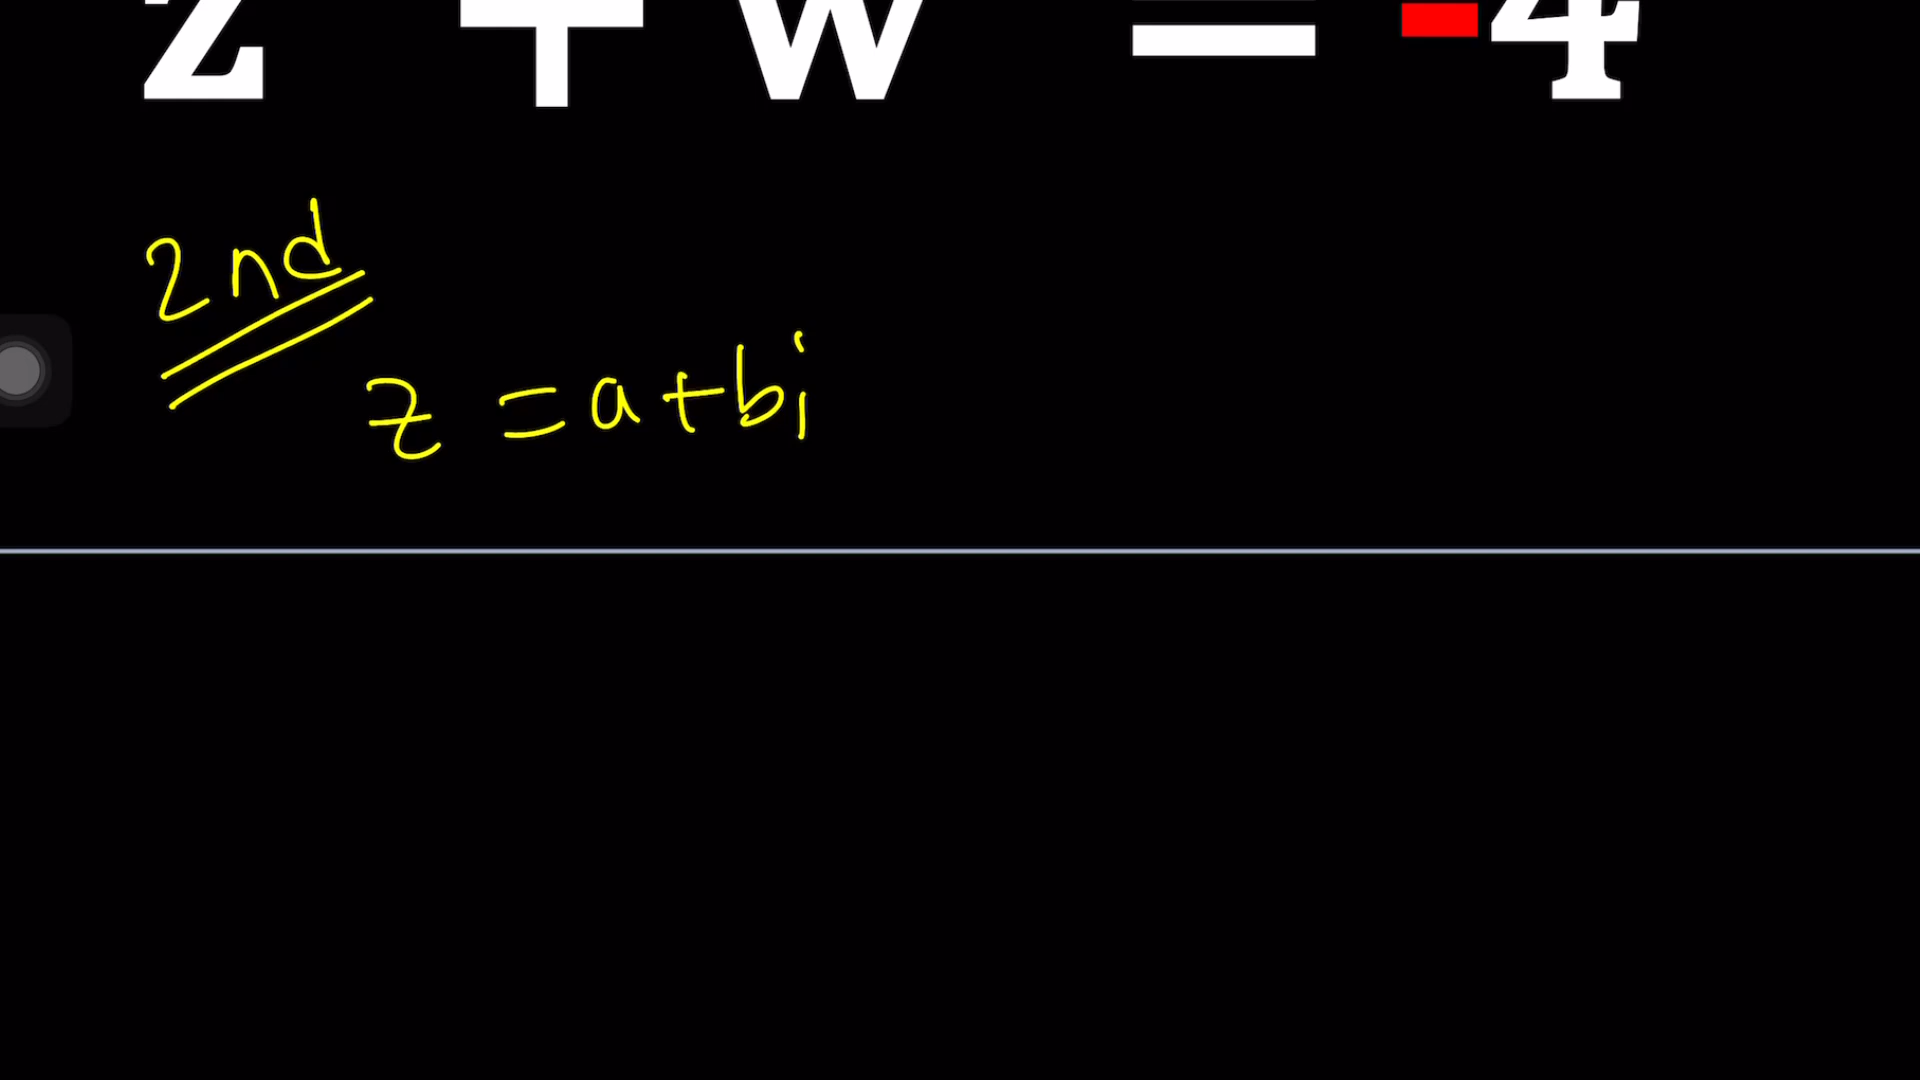 z + w = -4
2nd
z = a+bi